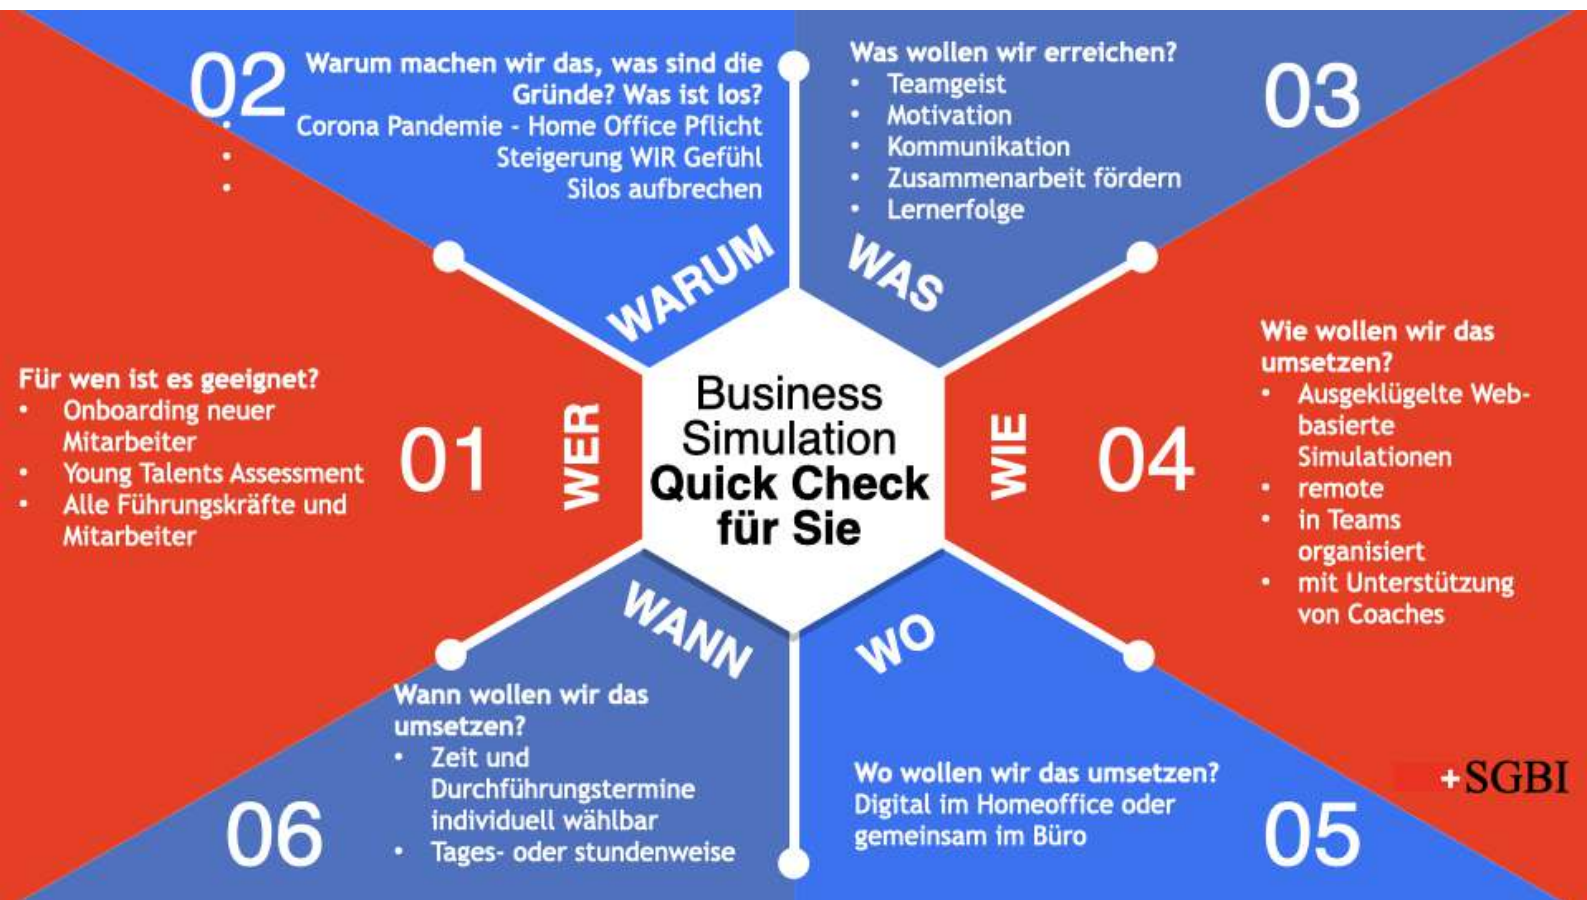 02
Warum machen wir das, was sind die
Gründe? Was ist los?
• Corona Pandemie - Home Office Pflicht
• Steigerung WIR Gefühl
• Silos aufbrechen
WARUM
Was wollen wir erreichen?
• Teamgeist
• Motivation
• Kommunikation
• Zusammenarbeit fördern
• Lernerfolge
03
WAS
Für wen ist es geeignet?
• Onboarding neuer
Mitarbeiter
• Young Talents Assessment
• Alle Führungskräfte und
Mitarbeiter
01
WER
Business
Simulation
Quick Check
für Sie
WIE
04
Wie wollen wir das
umsetzen?
• Ausgeklügelte Web-
basierte
Simulationen
• remote
• in Teams
organisiert
• mit Unterstützung
von Coaches
WANN
Wann wollen wir das
umsetzen?
• Zeit und
Durchführungstermine
individuell wählbar
• Tages- oder stundenweise
06
WO
Wo wollen wir das umsetzen?
Digital im Homeoffice oder
gemeinsam im Büro
05
+SGBI